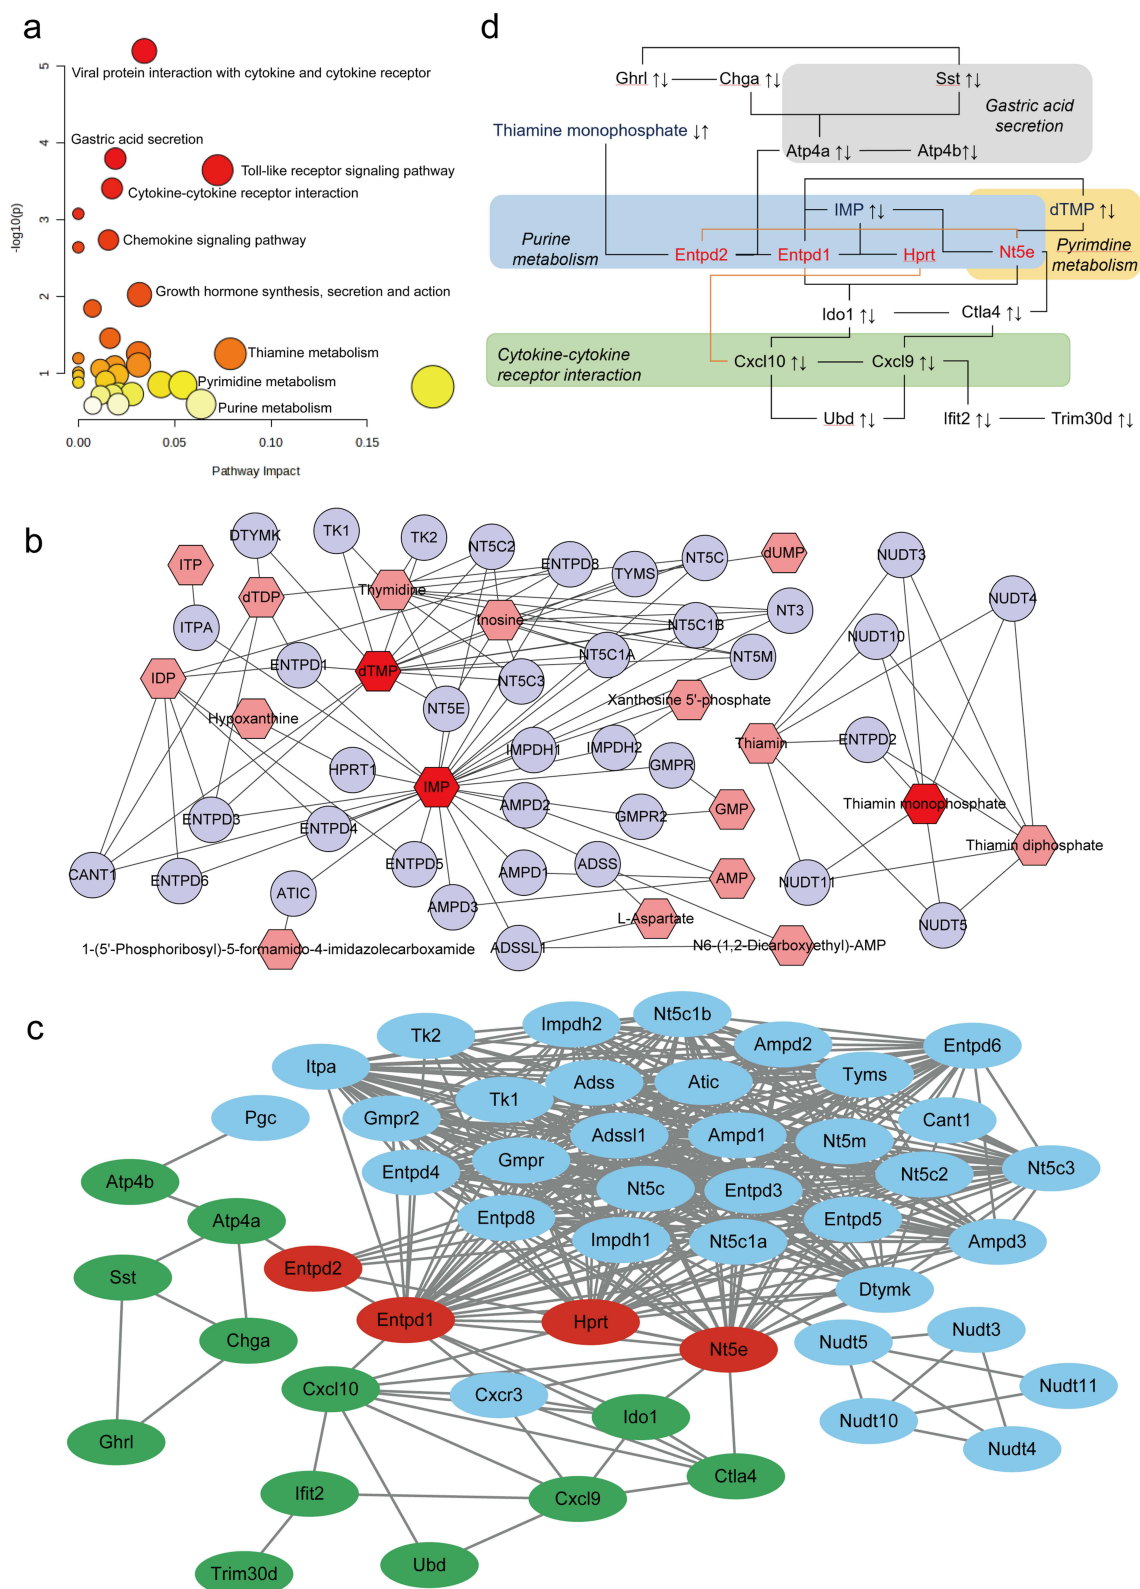 a
5
4
3
2
1
-log10(p)
0.00 0.05 0.10 0.15
Pathway Impact
Viral protein interaction with cytokine and cytokine receptor
Gastric acid secretion
Toll-like receptor signaling pathway
Cytokine-cytokine receptor interaction
Chemokine signaling pathway
Growth hormone synthesis, secretion and action
Thiamine metabolism
Pyrimidine metabolism
Purine metabolism
d
Ghrl ↑↓ Chga ↑↓ Sst ↑↓
Gastric acid
secretion
Thiamine monophosphate ↓↑
Atp4a ↑↓ Atp4b ↑↓
IMP ↑↓ dTMP ↑↓
Purine
metabolism
Entpd2 Entpd1 Hprt Nt5e
Pyrimdine
metabolism
Ido1 ↑↓ Ctla4 ↑↓
Cytokine-cytokine
receptor interaction
Cxcl10 ↑↓ Cxcl9 ↑↓
Ubd ↑↓ Ifit2 ↑↓ Trim30d ↑↓
b
DTYMK
TK1
TK2
NT5C2
ENTPD8
TYMS
NT5C
dUMP
NUDT3
ITP
dTDP
Thymidine
Inosine
NT3
NUDT4
ITPA
NT5C1B
NUDT10
ENTPD1
dTMP
NT5C1A
NT5M
IDP
NT5C3
Xanthosine 5'-phosphate
Hypoxanthine
NT5E
IMPDH1
IMPDH2
Thiamin
ENTPD2
HPRT1
IMP
GMPR
Thiamin monophosphate
AMPD2
GMPR2
GMP
ENTPD3
ENTPD4
Thiamin diphosphate
CANT1
ENTPD6
ENTPD5
AMPD1
ADSS
AMP
NUDT11
ATIC
AMPD3
L-Aspartate
NUDT5
1-(5'-Phosphoribosyl)-5-formamido-4-imidazolecarboxamide
ADSSL1
N6-(1,2-Dicarboxyethyl)-AMP
c
Nt5c1b
Impdh2
Tk2
Ampd2
Entpd6
Itpa
Adss
Atic
Tyms
Tk1
Pgc
Gmpr2
Cant1
Adssl1
Ampd1
Nt5m
Gmpr
Entpd4
Nt5c2
Nt5c3
Atp4b
Nt5c
Entpd3
Atp4a
Entpd8
Entpd5
Impdh1
Nt5c1a
Ampd3
Entpd2
Sst
Dtymk
Entpd1
Hprt
Chga
Nt5e
Nudt5
Nudt3
Cxcl10
Cxcr3
Nudt11
Ido1
Nudt10
Ghrl
Nudt4
Ctla4
Ifit2
Cxcl9
Ubd
Trim30d